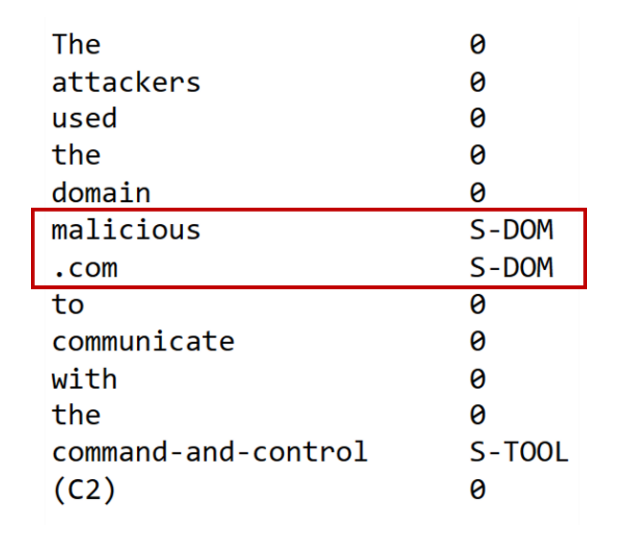 The 0
attackers 0
used 0
the 0
domain 0
malicious S-DOM
.com S-DOM
to 0
communicate 0
with 0
the 0
command-and-control S-TOOL
(C2) 0